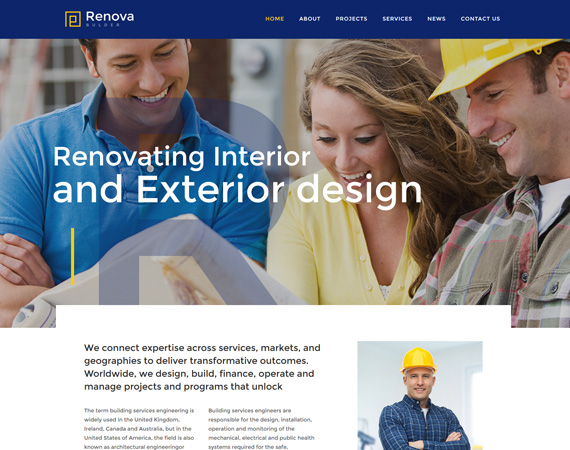 Renova
BUILDER
HOME ABOUT PROJECTS SERVICES NEWS CONTACT US
Renovating Interior
and Exterior design
We connect expertise across services, markets, and
geographies to deliver transformative outcomes.
Worldwide, we design, build, finance, operate and
manage projects and programs that unlock
The term building services engineering is
widely used in the United Kingdom,
Ireland, Canada and Australia, but in the
United States of America, the field is also
known as architectural engineeringor
Building services engineers are
responsible for the design, installation,
operation and monitoring of the
mechanical, electrical and public health
systems required for the safe,